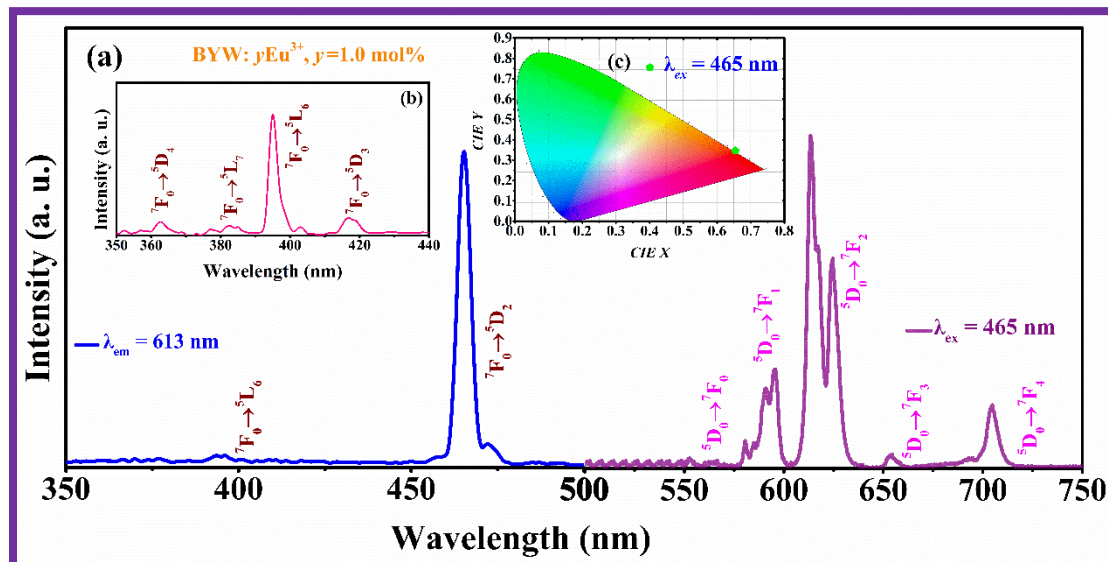 (a)
BYW: yEu³⁺, y=1.0 mol%
(b)
Intensity (a. u.)
⁷F₀→⁵D₄
⁷F₀→⁵L₇
⁷F₀→⁵L₆
⁷F₀→⁵D₃
350 360 380 400 420 440
Wavelength (nm)
(c)
λex = 465 nm
CIE Y
0.9
0.8
0.7
0.6
0.5
0.4
0.3
0.2
0.1
0.0
0.0 0.1 0.2 0.3 0.4 0.5 0.6 0.7 0.8
CIE X
Intensity (a. u.)
λem = 613 nm
⁷F₀→⁵L₆
⁷F₀→⁵D₂
⁵D₀→⁷F₀
⁵D₀→⁷F₁
⁵D₀→⁷F₂
⁵D₀→⁷F₃
⁵D₀→⁷F₄
λex = 465 nm
350 400 450 500 550 600 650 700 750
Wavelength (nm)